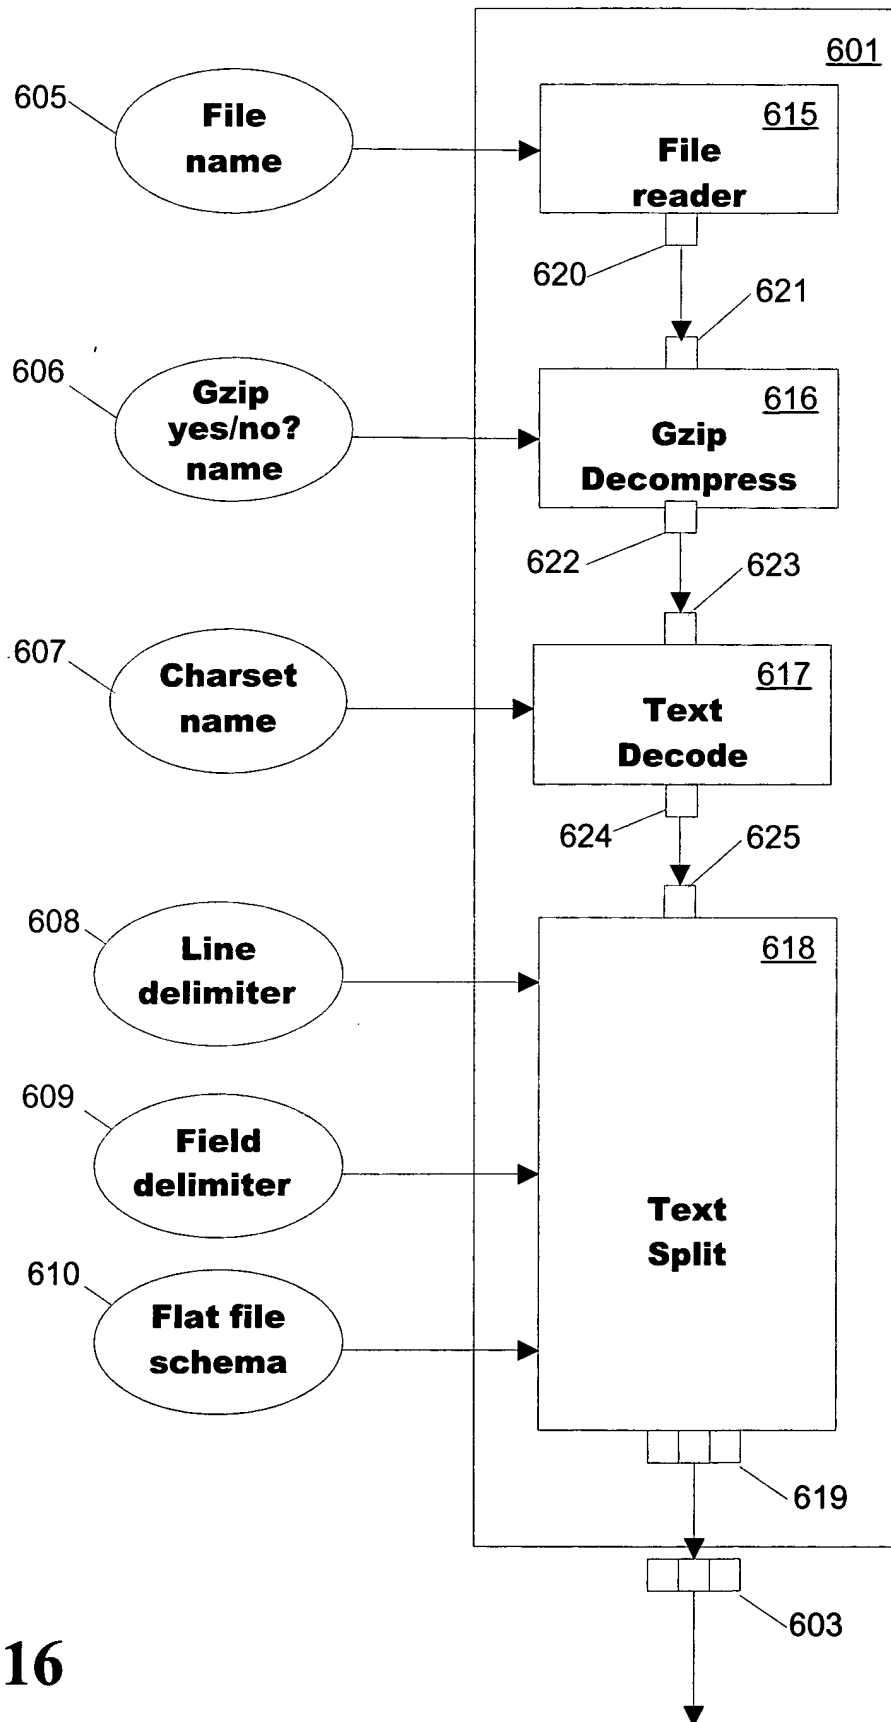 601
605
File
name
615
File
reader
620
621
606
Gzip
yes/no?
name
616
Gzip
Decompress
622
623
607
Charset
name
617
Text
Decode
624
625
608
Line
delimiter
618
609
Field
delimiter
Text
Split
610
Flat file
schema
619
603
16